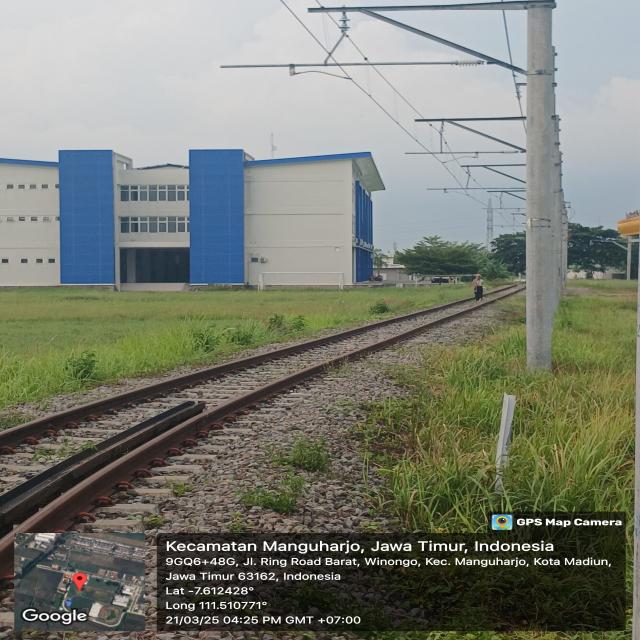 GPS Map Camera
Kecamatan Manguharjo, Jawa Timur, Indonesia
9GQ6+48G, Jl. Ring Road Barat, Winongo, Kec. Manguharjo, Kota Madiun,
Jawa Timur 63162, Indonesia
Lat -7.612428°
Long 111.510771°
21/03/25 04:25 PM GMT +07:00
Google